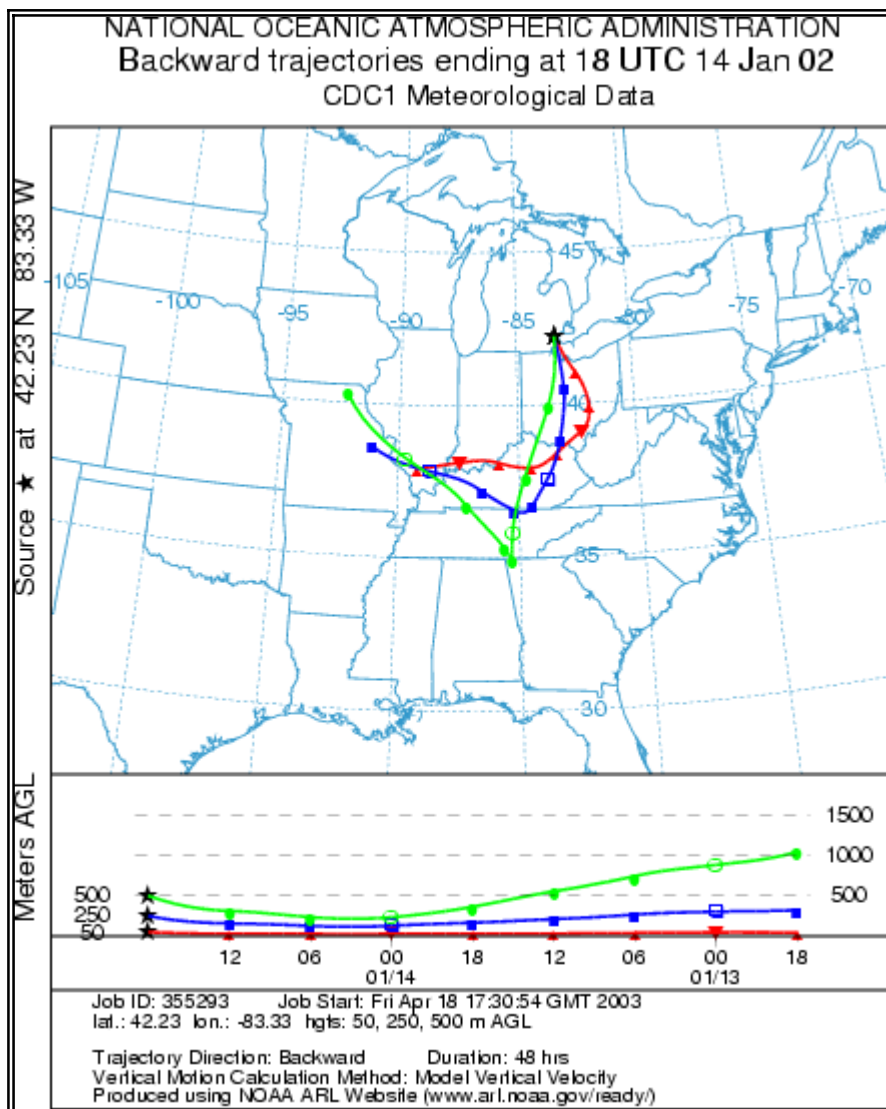 NATIONAL OCEANIC ATMOSPHERIC ADMINISTRATION
Backward trajectories ending at 18 UTC 14 Jan 02
CDC1 Meteorological Data
Source ★ at 42.23 N 83.33 W
-105
-100
-95
-90
-85
-80
-75
-70
45
40
35
30
Meters AGL
1500
1000
500
500
250
50
12 06 00 18 12 06 00 18
01/14 01/13
Job ID: 355293 Job Start: Fri Apr 18 17:30:54 GMT 2003
lat.: 42.23 lon.: -83.33 hgts: 50, 250, 500 m AGL
Trajectory Direction: Backward Duration: 48 hrs
Vertical Motion Calculation Method: Model Vertical Velocity
Produced using NOAA ARL Website (www.arl.noaa.gov/ready/)